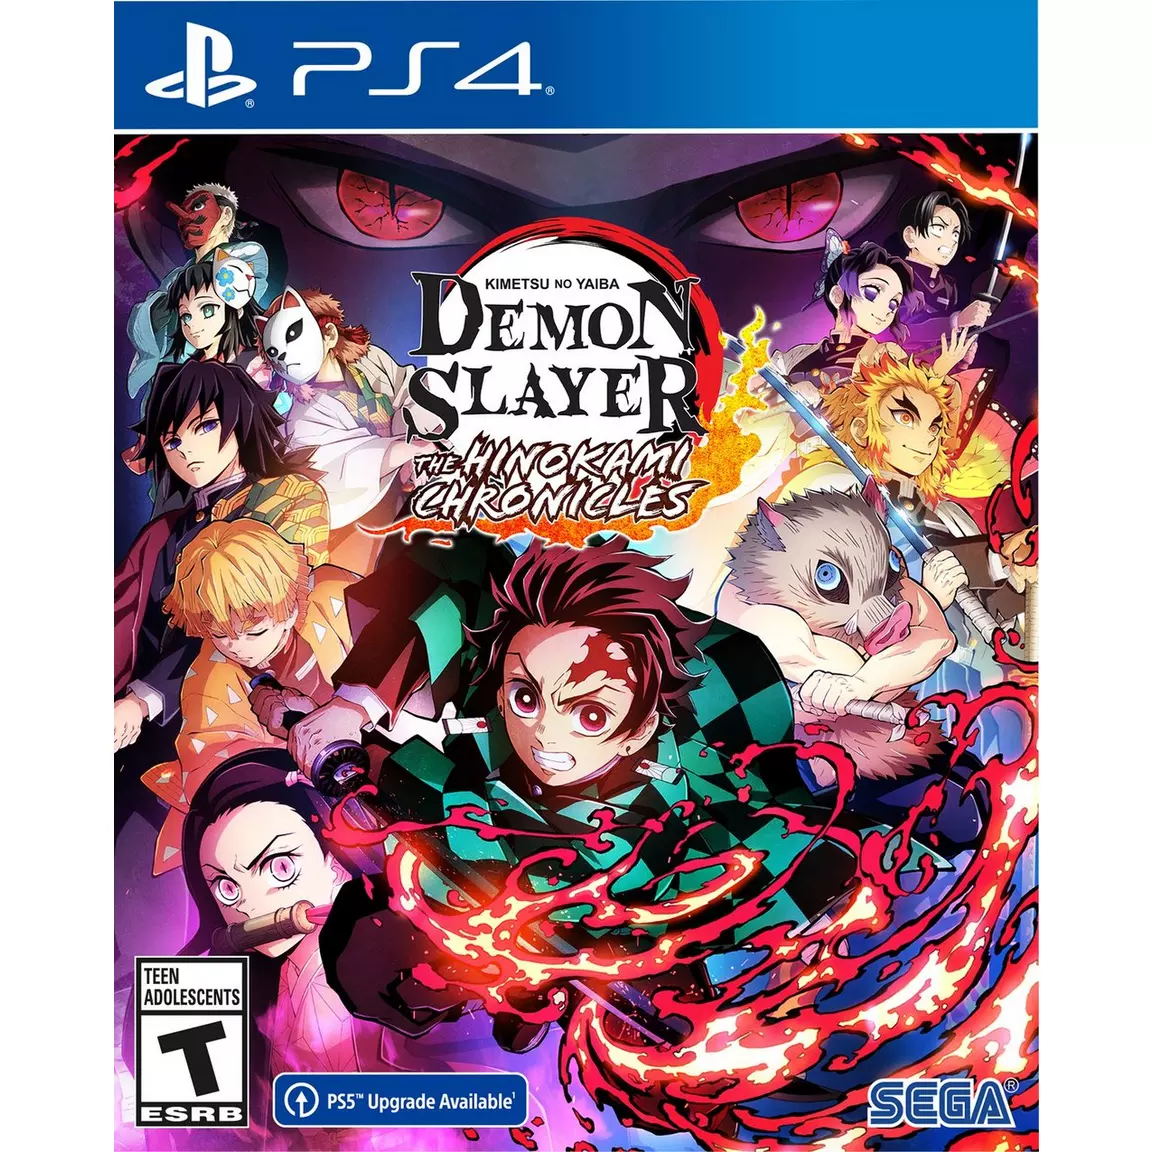 PS4®
KIMETSU NO YAIBA
DEMON
SLAYER
THE HINOKAMI
CHRONICLES
TEEN
ADOLESCENTS
T
ESRB
PS5™ Upgrade Available¹
SEGA®